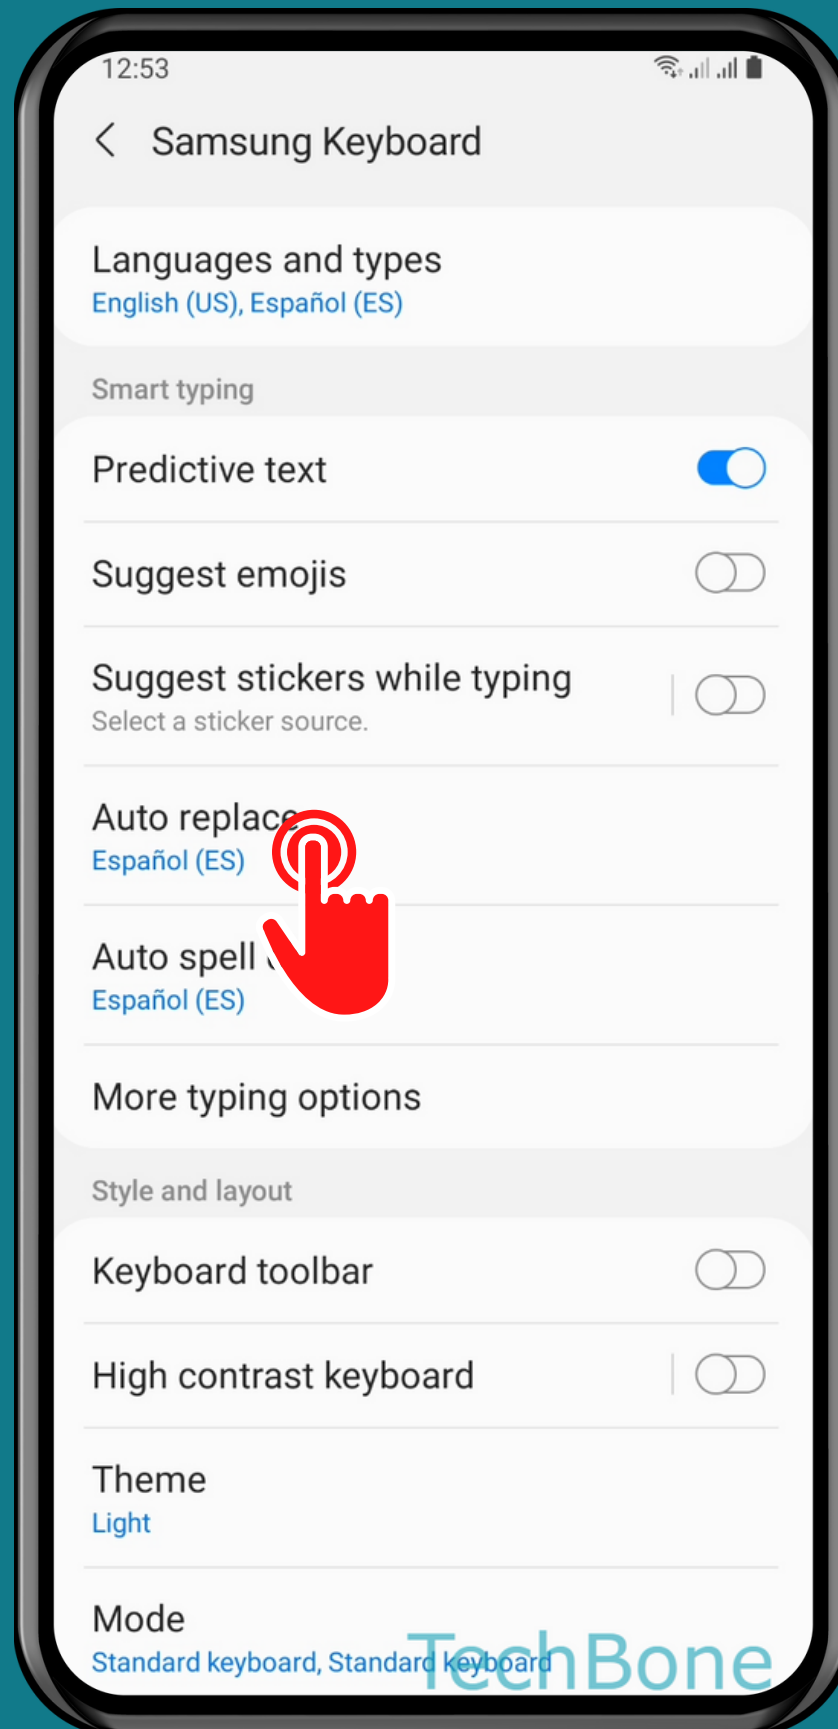 12:53
Samsung Keyboard
Languages and types
English (US), Español (ES)
Smart typing
Predictive text
Suggest emojis
Suggest stickers while typing
Select a sticker source.
Auto replace
Español (ES)
Auto spell
Español (ES)
More typing options
Style and layout
Keyboard toolbar
High contrast keyboard
Theme
Light
Mode
Standard keyboard, Standard keyboard
TechBone